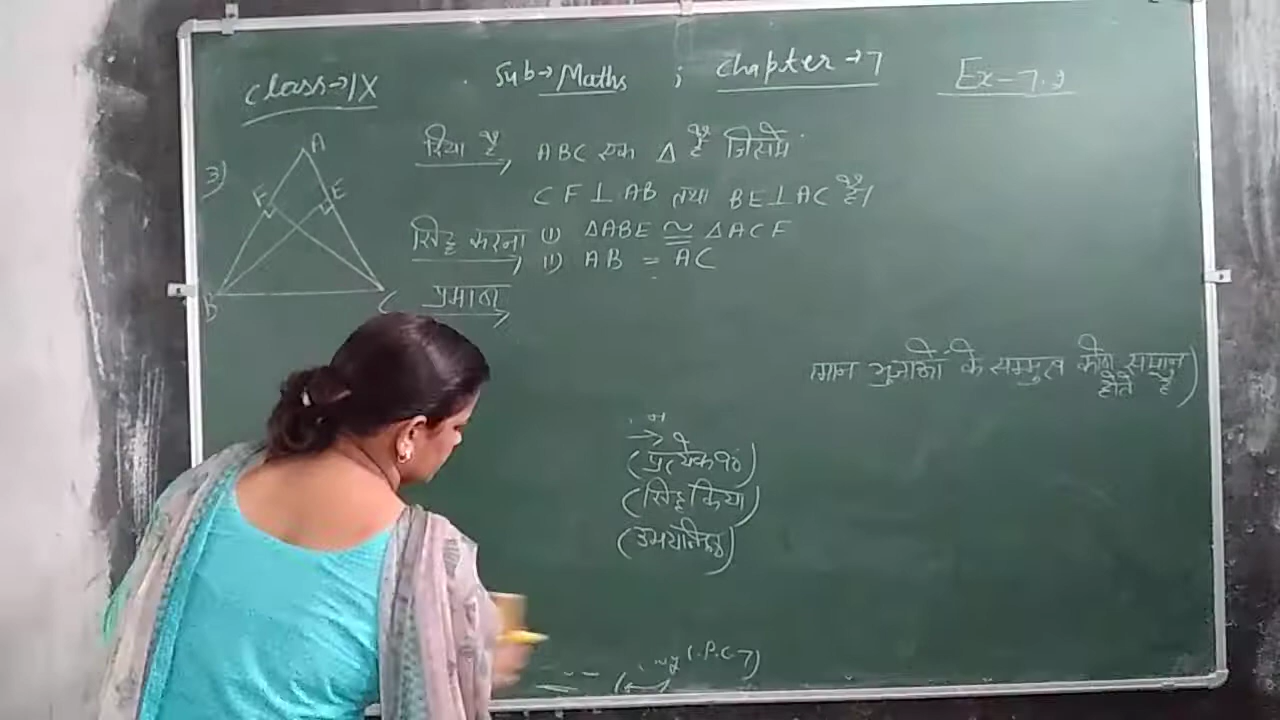 Class→IX Sub→Maths ; Chapter→7 Ex-7.2
3)
A
F E
B C
दिया है ABC एक Δ है जिसमें
CF⊥AB तथा BE⊥AC है।
सिद्ध करना (i) ΔABE ≅ ΔACF
(ii) AB = AC
प्रमाण
मान भुजाओं के सम्मुख कोण समान
होते हैं)
(प्रत्येक 90)
(सिद्ध किया)
(उभयनिष्ठ)
C.P.C.T)